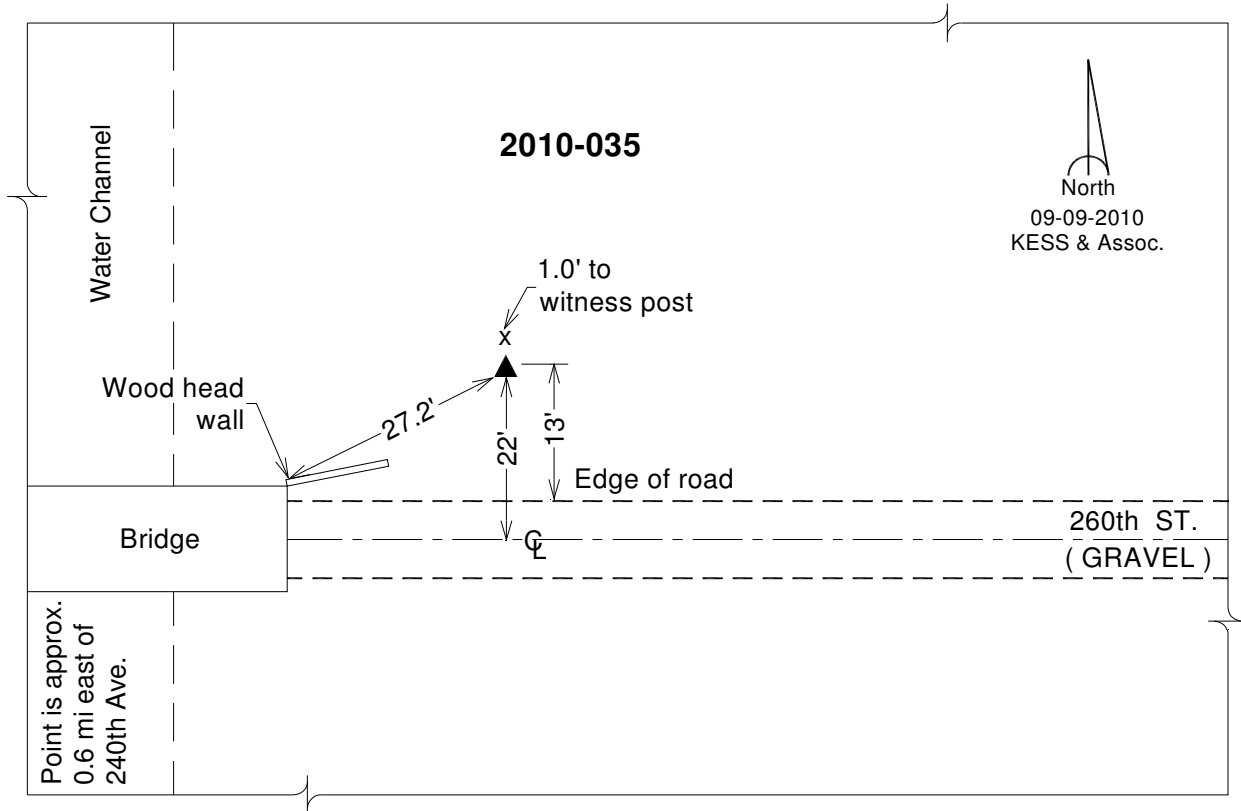 2010-035
North
09-09-2010
KESS & Assoc.
Water Channel
1.0' to
witness post
x
Wood head
wall
27.2'
22'
13'
Edge of road
Bridge
℄
260th ST.
( GRAVEL )
Point is approx.
0.6 mi east of
240th Ave.